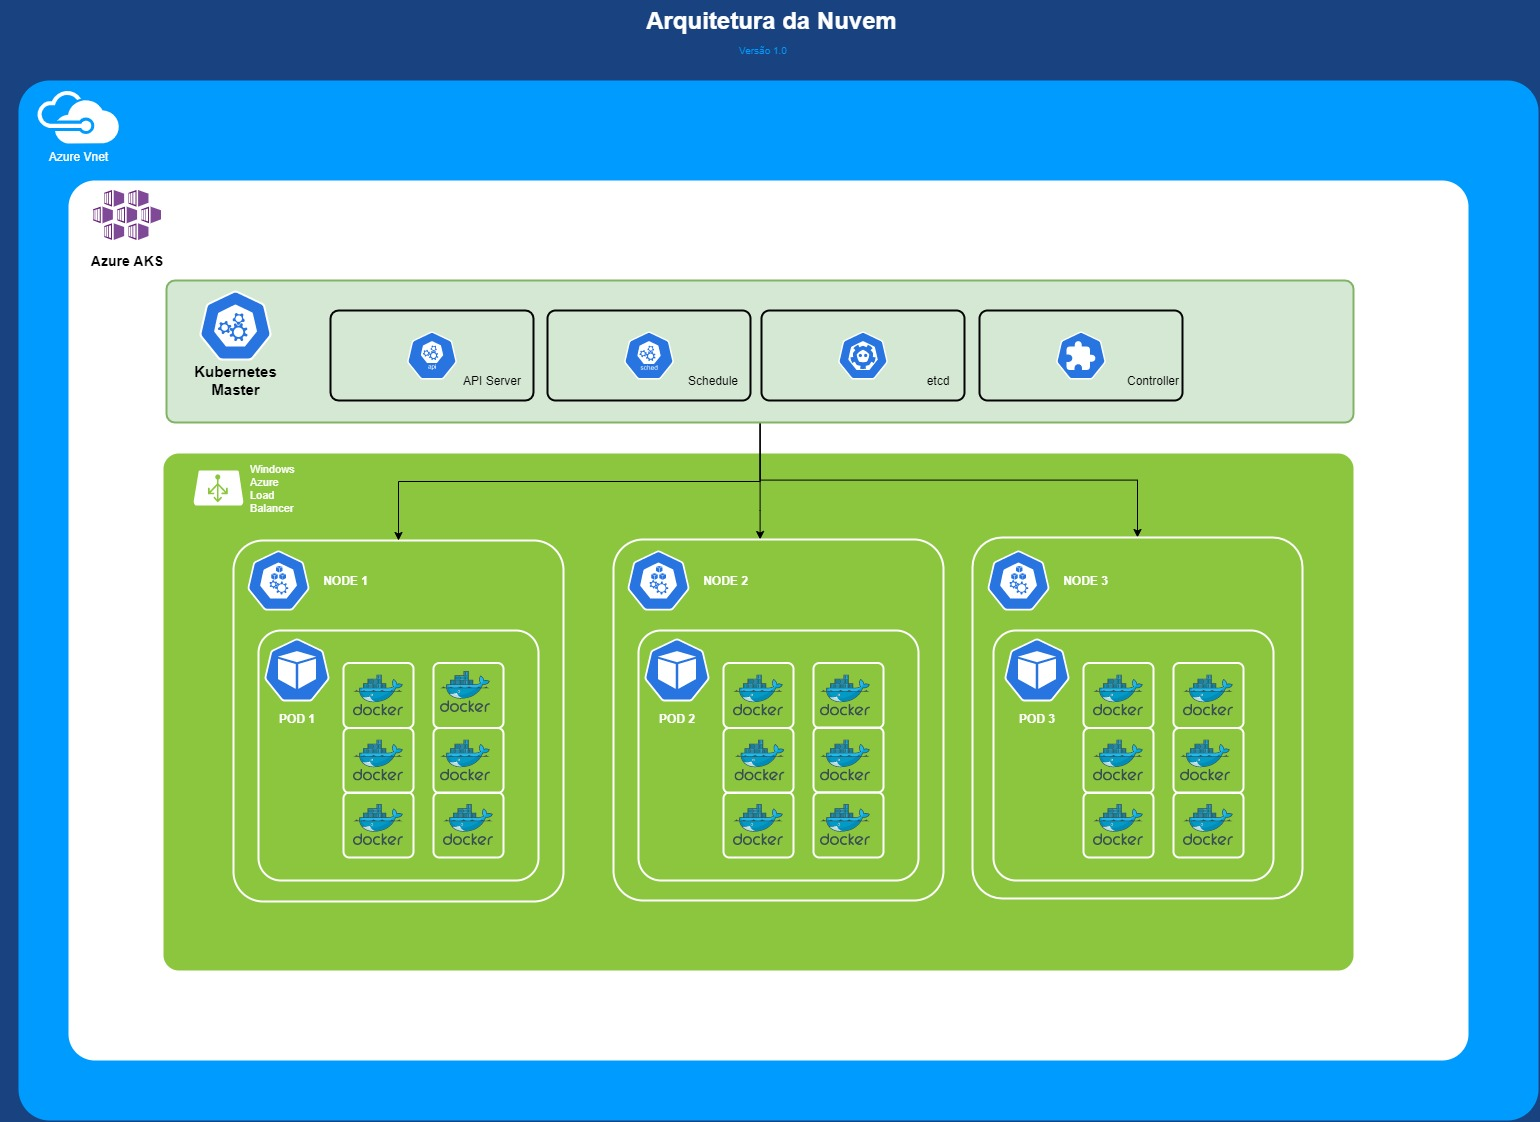 Arquitetura da Nuvem
Versão 1.0
Azure Vnet
Azure AKS
Kubernetes
Master
api
API Server
sched
Schedule
etcd
Controller
Windows
Azure
Load
Balancer
NODE 1
NODE 2
NODE 3
POD 1
docker
docker
docker
docker
docker
docker
POD 2
docker
docker
docker
docker
docker
docker
POD 3
docker
docker
docker
docker
docker
docker